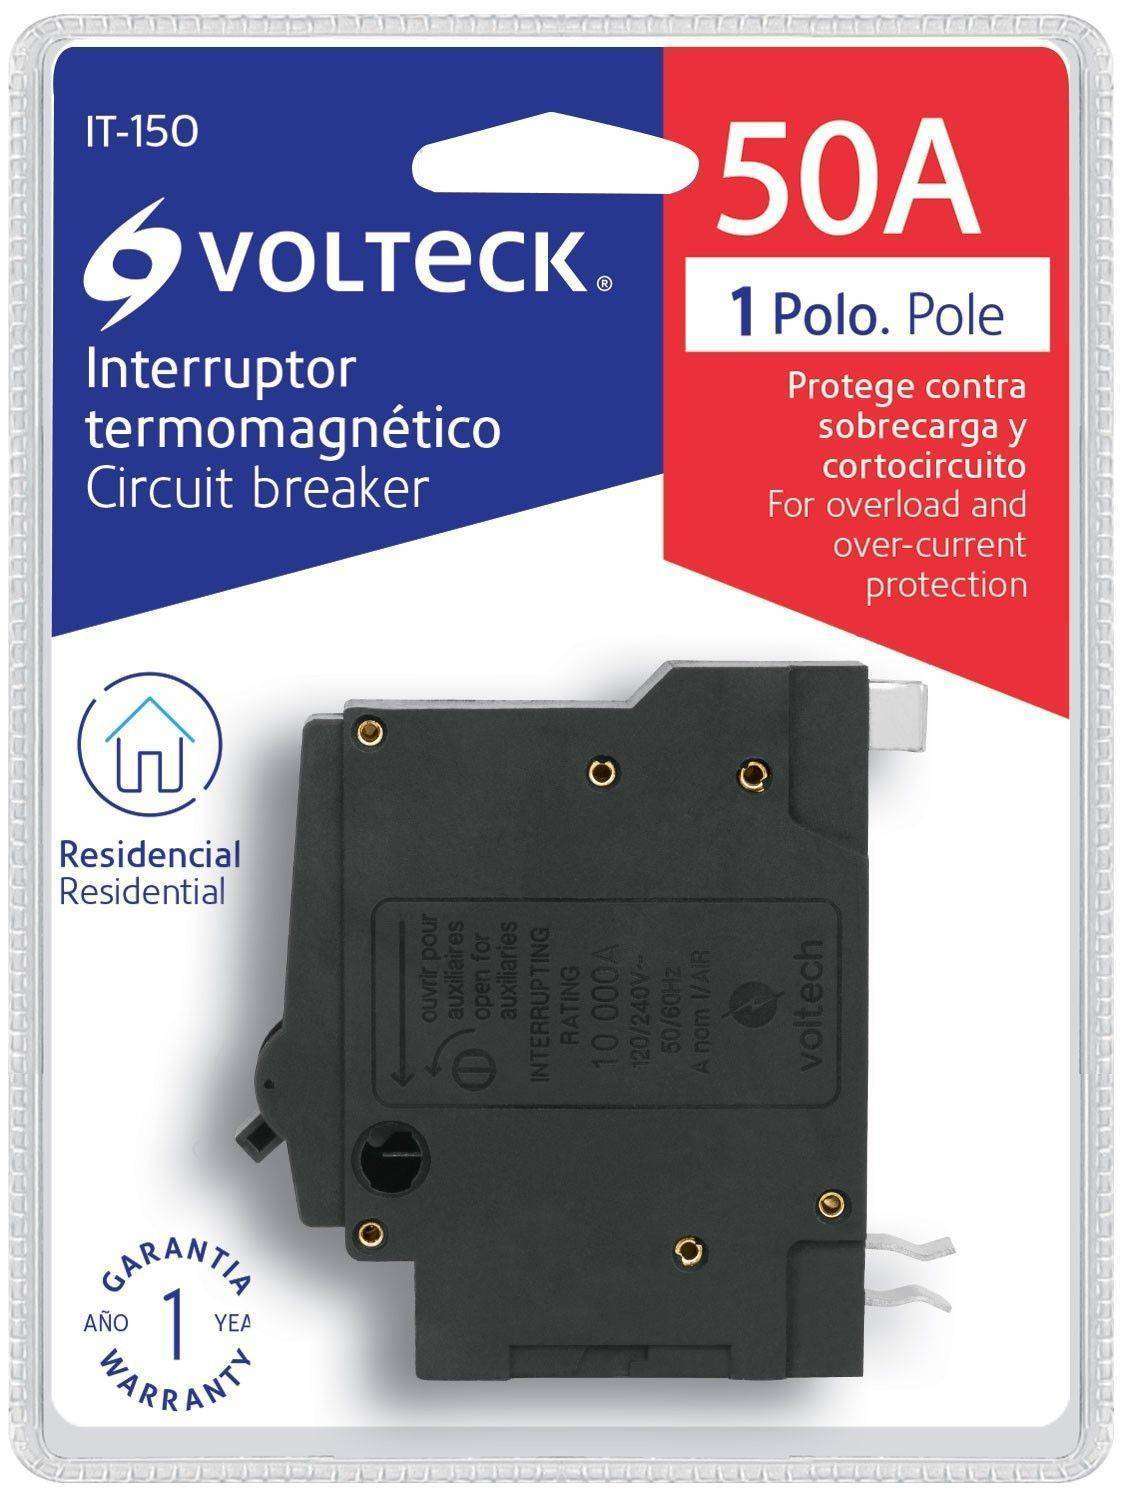 IT-150
VOLTECK®
Interruptor
termomagnético
Circuit breaker
50A
1 Polo. Pole
Protege contra
sobrecarga y
cortocircuito
For overload and
over-current
protection
Residencial
Residential
ouvrir pour
auxiliaires
open for
auxiliaries
INTERRUPTING
RATING
10 000A
120/240V~
50/60Hz
A nom I/AiR
voltech
GARANTIA
AÑO 1 YEA
WARRANTY